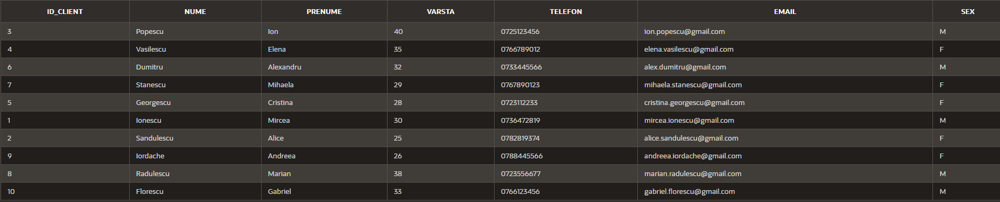 ID_CLIENT NUME PRENUME VARSTA TELEFON EMAIL SEX
3 Popescu Ion 40 0725123456 ion.popescu@gmail.com M
4 Vasilescu Elena 35 0766789012 elena.vasilescu@gmail.com F
6 Dumitru Alexandru 32 0733445566 alex.dumitru@gmail.com M
7 Stanescu Mihaela 29 0767890123 mihaela.stanescu@gmail.com F
5 Georgescu Cristina 28 0723112233 cristina.georgescu@gmail.com F
1 Ionescu Mircea 30 0736472819 mircea.ionescu@gmail.com M
2 Sandulescu Alice 25 0782819374 alice.sandulescu@gmail.com F
9 Iordache Andreea 26 0788445566 andreea.iordache@gmail.com F
8 Radulescu Marian 38 0723556677 marian.radulescu@gmail.com M
10 Florescu Gabriel 33 0766123456 gabriel.florescu@gmail.com M